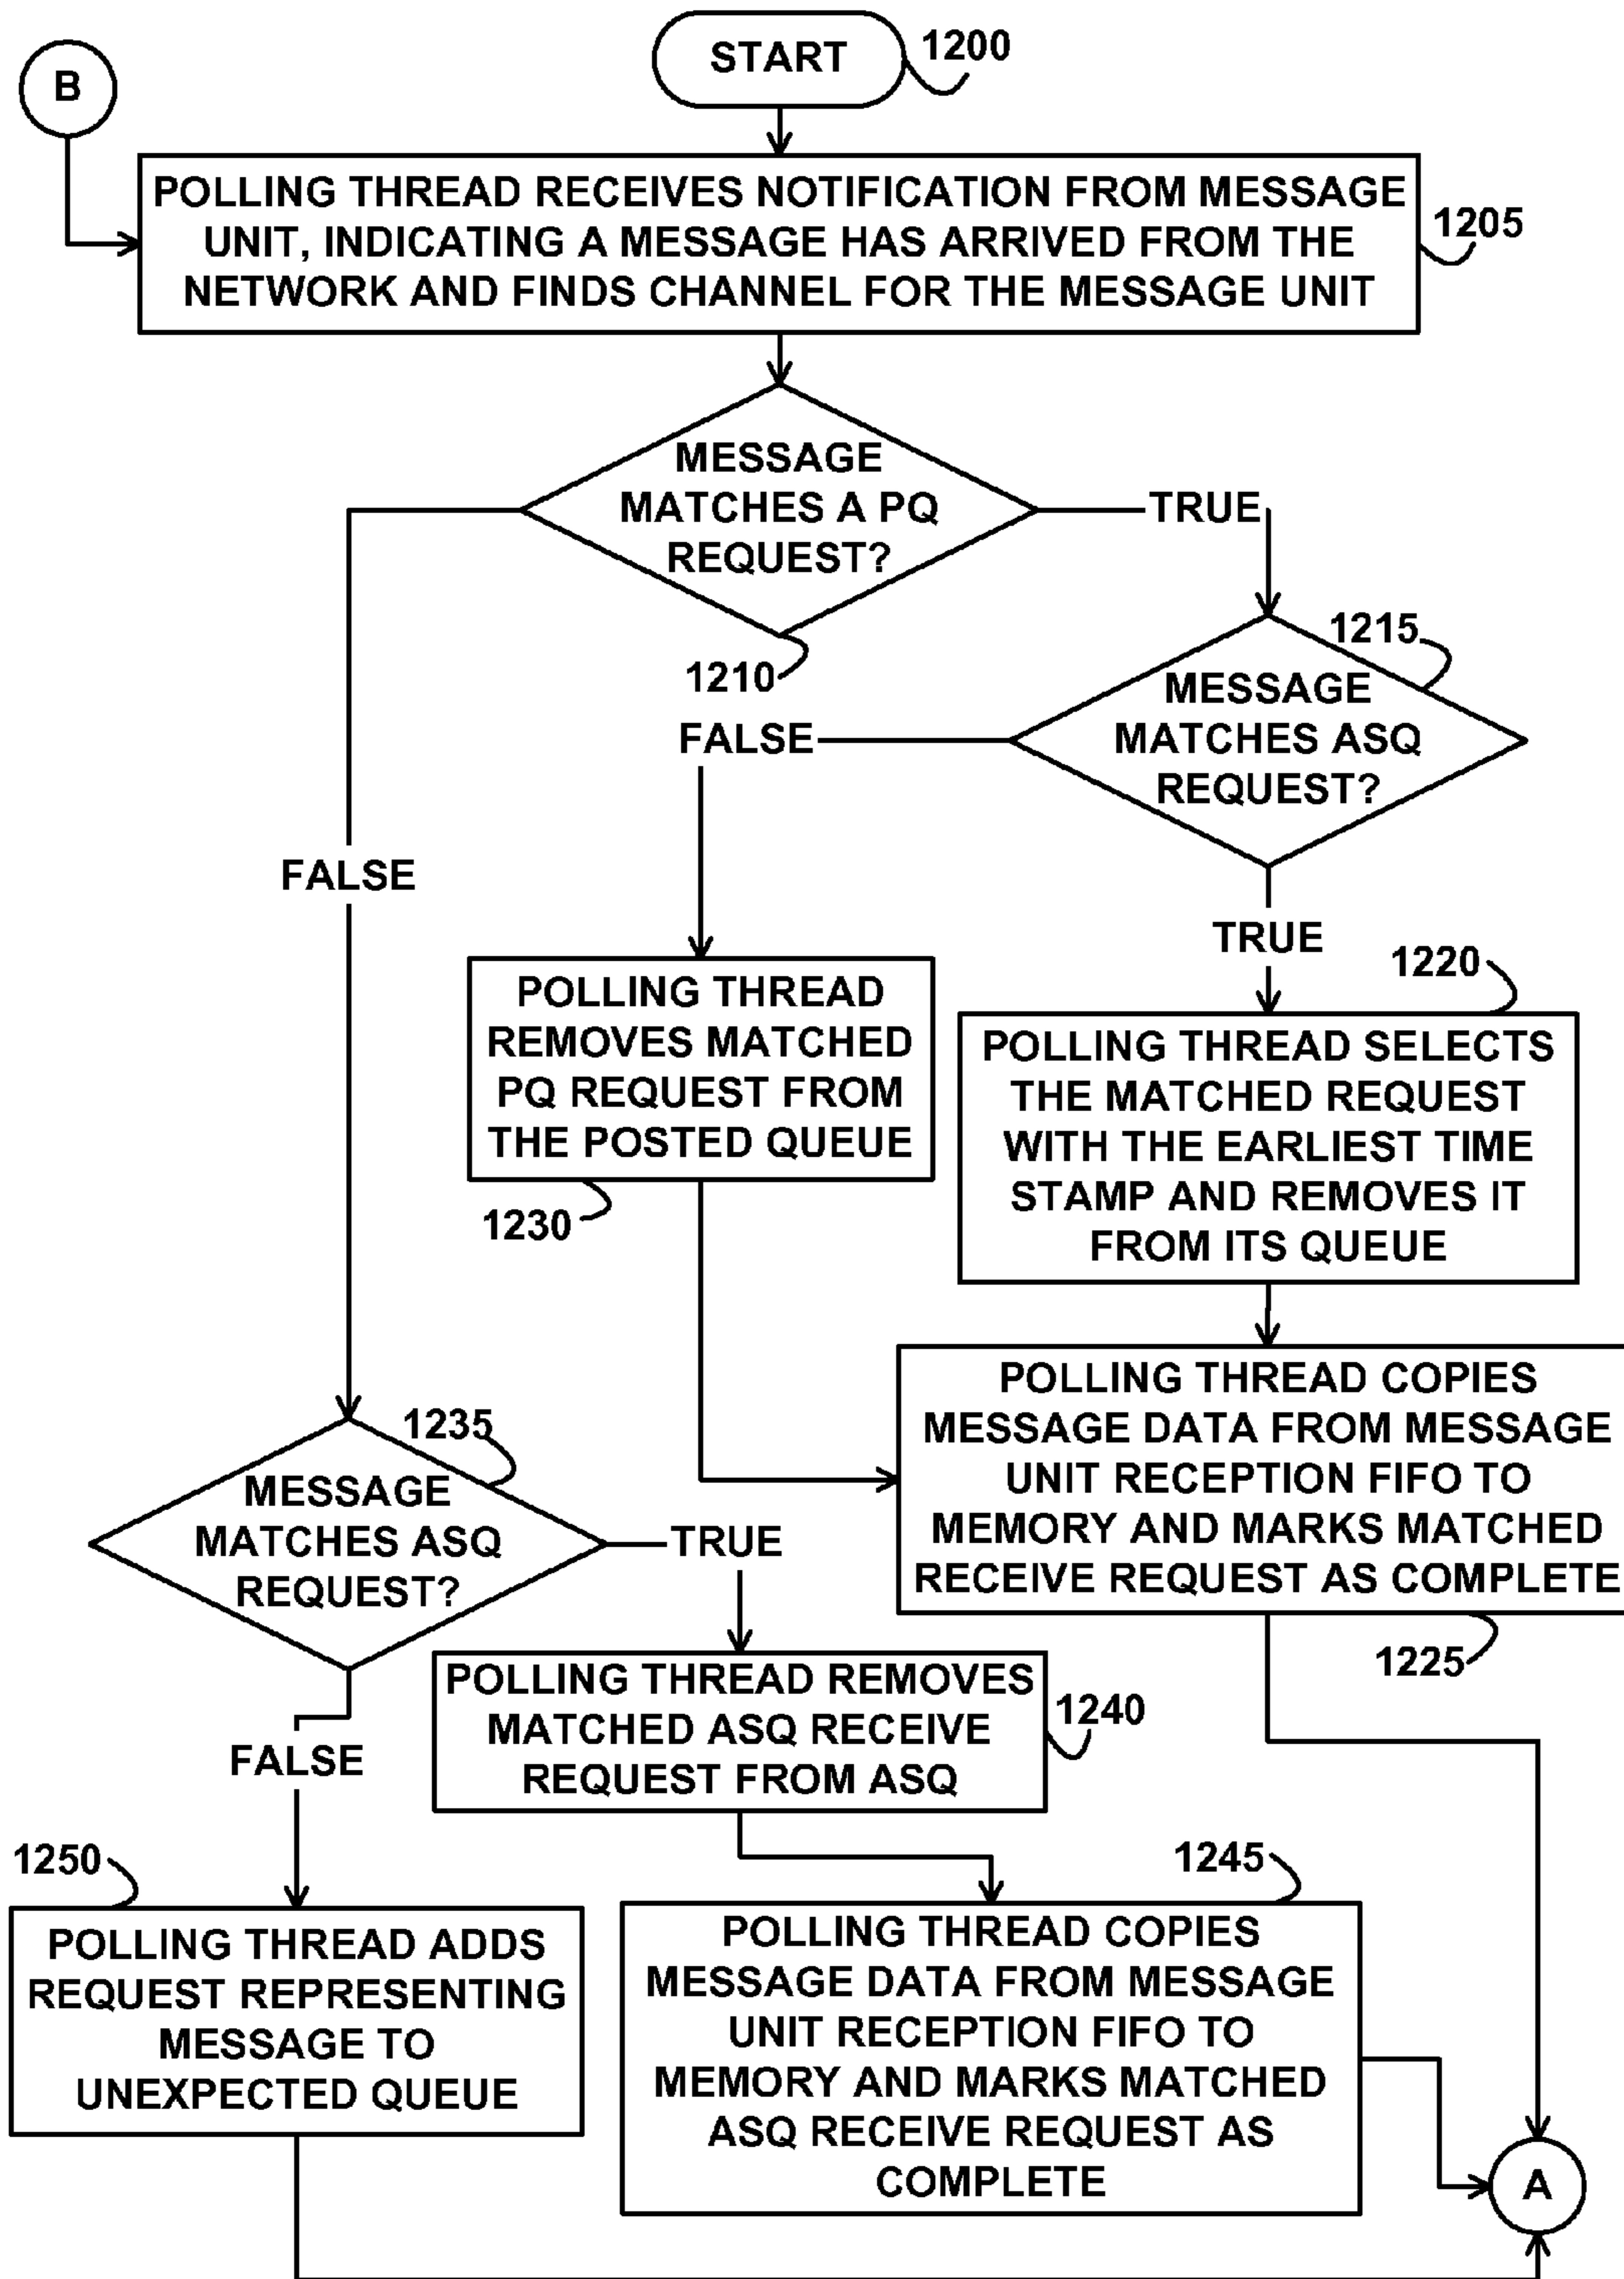 START
1200
B
POLLING THREAD RECEIVES NOTIFICATION FROM MESSAGE
UNIT, INDICATING A MESSAGE HAS ARRIVED FROM THE
NETWORK AND FINDS CHANNEL FOR THE MESSAGE UNIT
1205
MESSAGE
MATCHES A PQ
REQUEST?
1210
TRUE
FALSE
1215
MESSAGE
MATCHES ASQ
REQUEST?
FALSE
TRUE
POLLING THREAD
REMOVES MATCHED
PQ REQUEST FROM
THE POSTED QUEUE
1230
1220
POLLING THREAD SELECTS
THE MATCHED REQUEST
WITH THE EARLIEST TIME
STAMP AND REMOVES IT
FROM ITS QUEUE
POLLING THREAD COPIES
MESSAGE DATA FROM MESSAGE
UNIT RECEPTION FIFO TO
MEMORY AND MARKS MATCHED
RECEIVE REQUEST AS COMPLETE
1225
1235
MESSAGE
MATCHES ASQ
REQUEST?
TRUE
FALSE
POLLING THREAD REMOVES
MATCHED ASQ RECEIVE
REQUEST FROM ASQ
1240
1250
POLLING THREAD ADDS
REQUEST REPRESENTING
MESSAGE TO
UNEXPECTED QUEUE
1245
POLLING THREAD COPIES
MESSAGE DATA FROM MESSAGE
UNIT RECEPTION FIFO TO
MEMORY AND MARKS MATCHED
ASQ RECEIVE REQUEST AS
COMPLETE
A